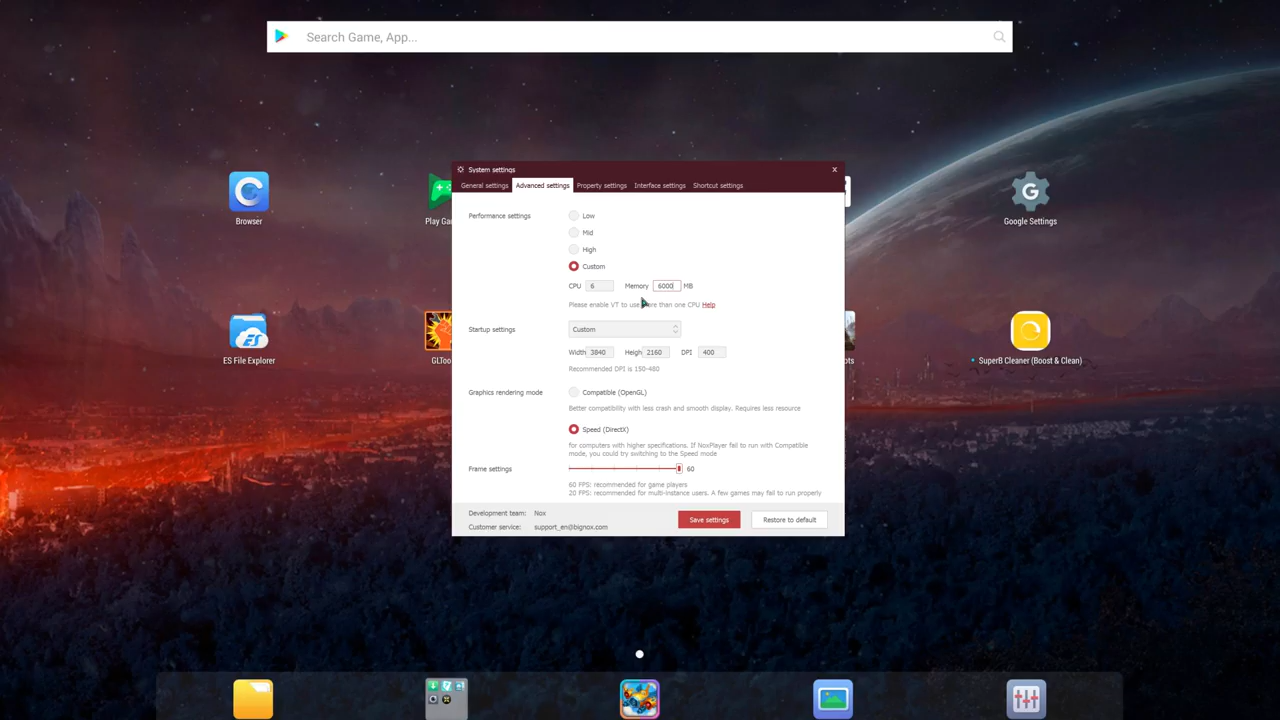 Search Game, App...
System settings
X
General settings Advanced settings Property settings Interface settings Shortcut settings
Performance settings
Low
Mid
High
Custom
CPU 6 Memory 6000 MB
Please enable VT to use more than one CPU Help
Startup settings
Custom
Width 3840 Heigh 2160 DPI 400
Recommended DPI is 150-480
Graphics rendering mode
Compatible (OpenGL)
Better compatibility with less crash and smooth display. Requires less resource
Speed (DirectX)
for computers with higher specifications. If NoxPlayer fail to run with Compatible
mode, you could try switching to the Speed mode
Frame settings
60
60 FPS: recommended for game players
20 FPS: recommended for multi-instance users. A few games may fail to run properly
Development team: Nox
Customer service: support_en@bignox.com
Save settings
Restore to default
Browser
Play Ga
Google Settings
ES File Explorer
GLToo
ots
SuperB Cleaner (Boost & Clean)